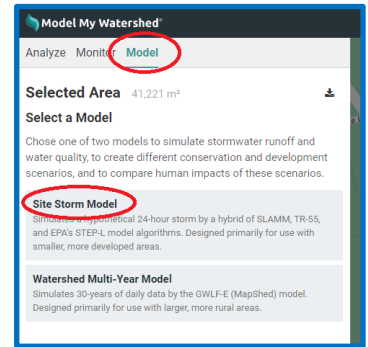 Model My Watershed®
Analyze Monitor Model
Selected Area 41,221 m²
Select a Model
Chose one of two models to simulate stormwater runoff and
water quality, to create different conservation and development
scenarios, and to compare human impacts of these scenarios.
Site Storm Model
Simulates a hypothetical 24-hour storm by a hybrid of SLAMM, TR-55,
and EPA's STEP-L model algorithms. Designed primarily for use with
smaller, more developed areas.
Watershed Multi-Year Model
Simulates 30-years of daily data by the GWLF-E (MapShed) model.
Designed primarily for use with larger, more rural areas.